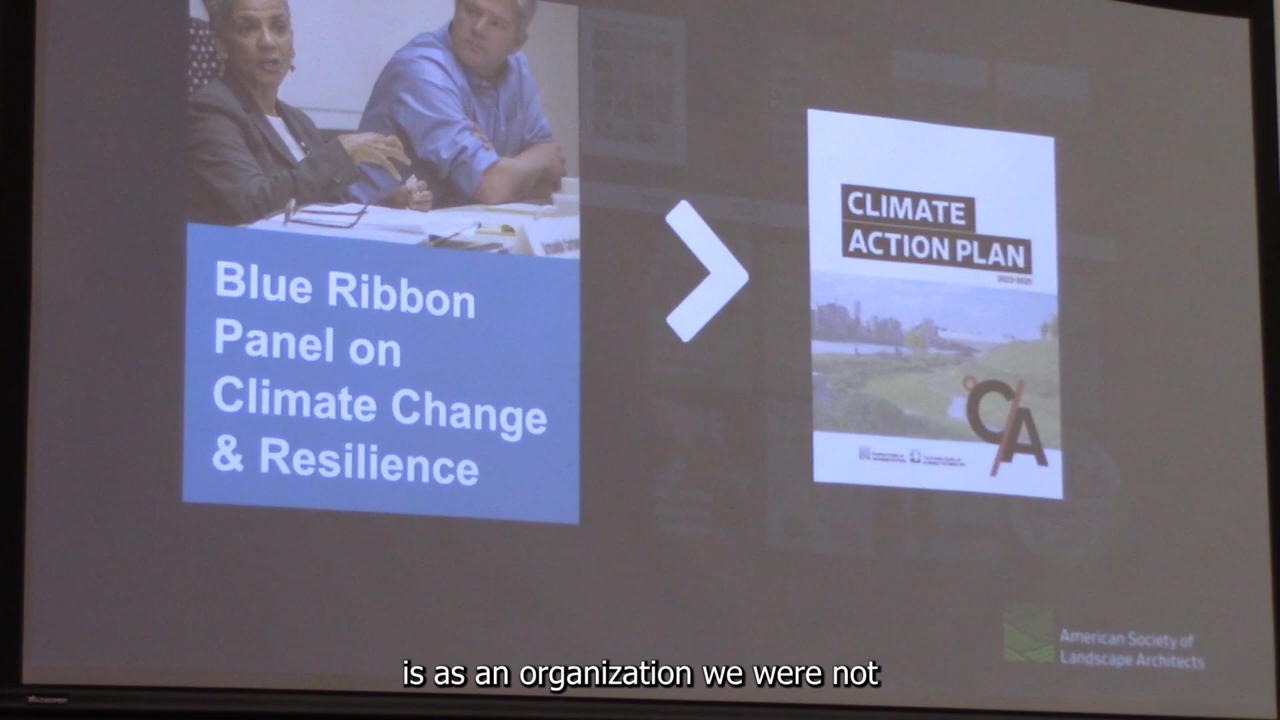 Blue Ribbon
Panel on
Climate Change
& Resilience
CLIMATE
ACTION PLAN
°C/A
American Society of
Landscape Architects
is as an organization we were not